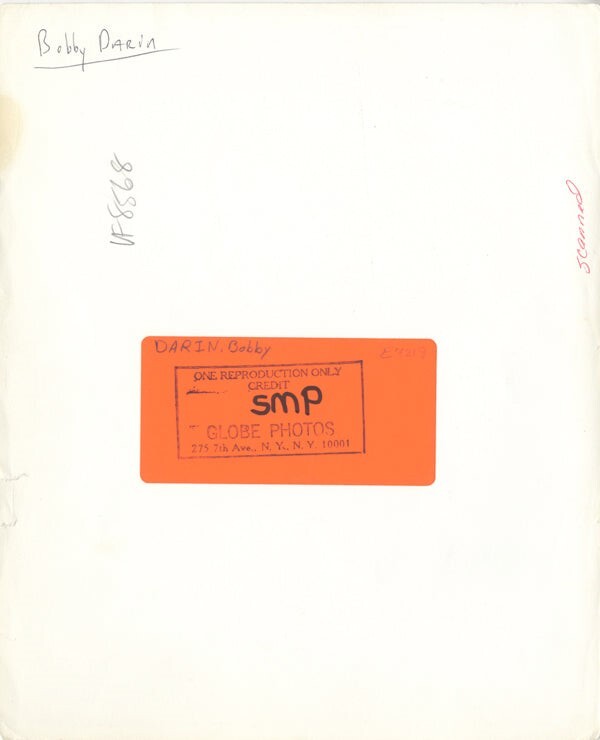 Bobby DARIN
VF8568
scanned
DARIN, Bobby
ONE REPRODUCTION ONLY
CREDIT
smp
GLOBE PHOTOS
275 7th Ave., N. Y., N. Y. 10001